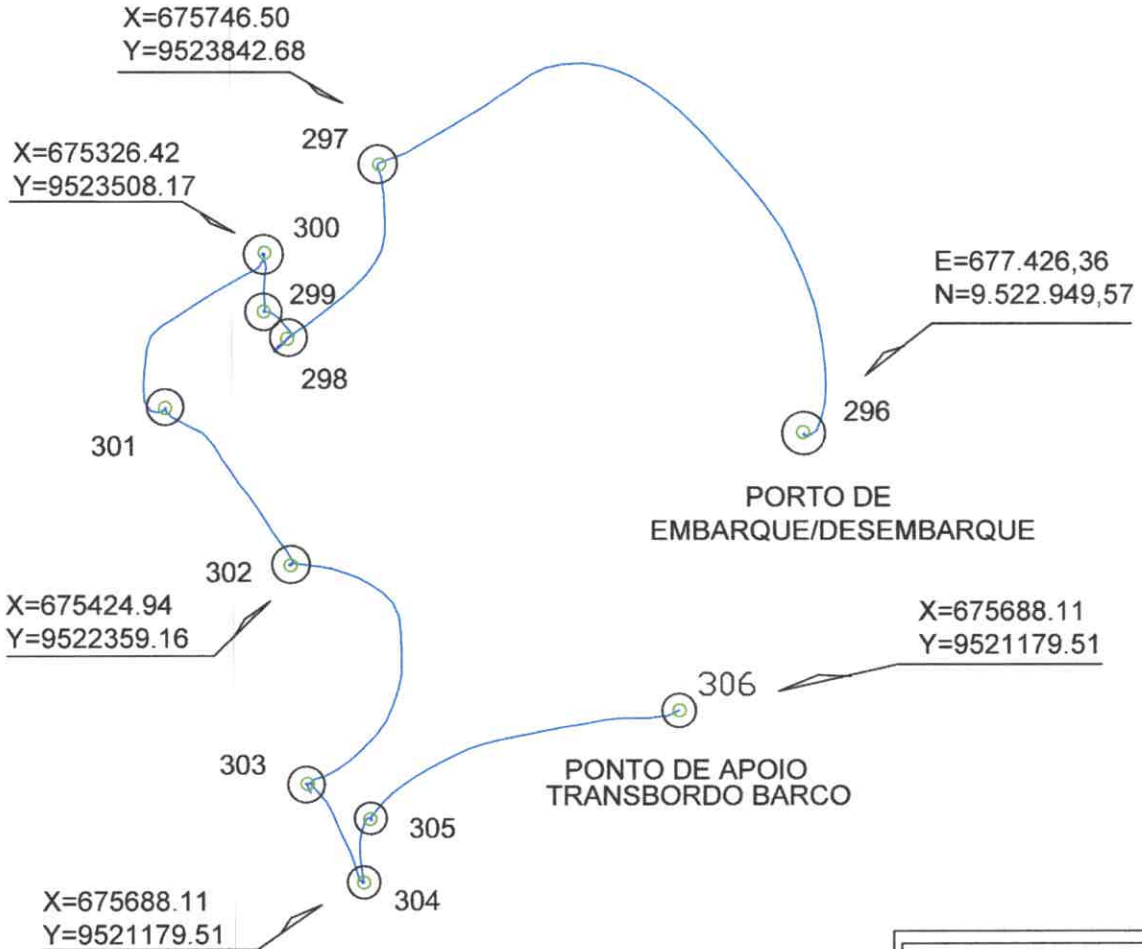 X=675746.50
Y=9523842.68
297
X=675326.42
Y=9523508.17
300
299
298
E=677.426,36
N=9.522.949,57
296
301
PORTO DE
EMBARQUE/DESEMBARQUE
302
X=675424.94
Y=9522359.16
X=675688.11
Y=9521179.51
306
303
PONTO DE APOIO
TRANSBORDO BARCO
305
304
X=675688.11
Y=9521179.51